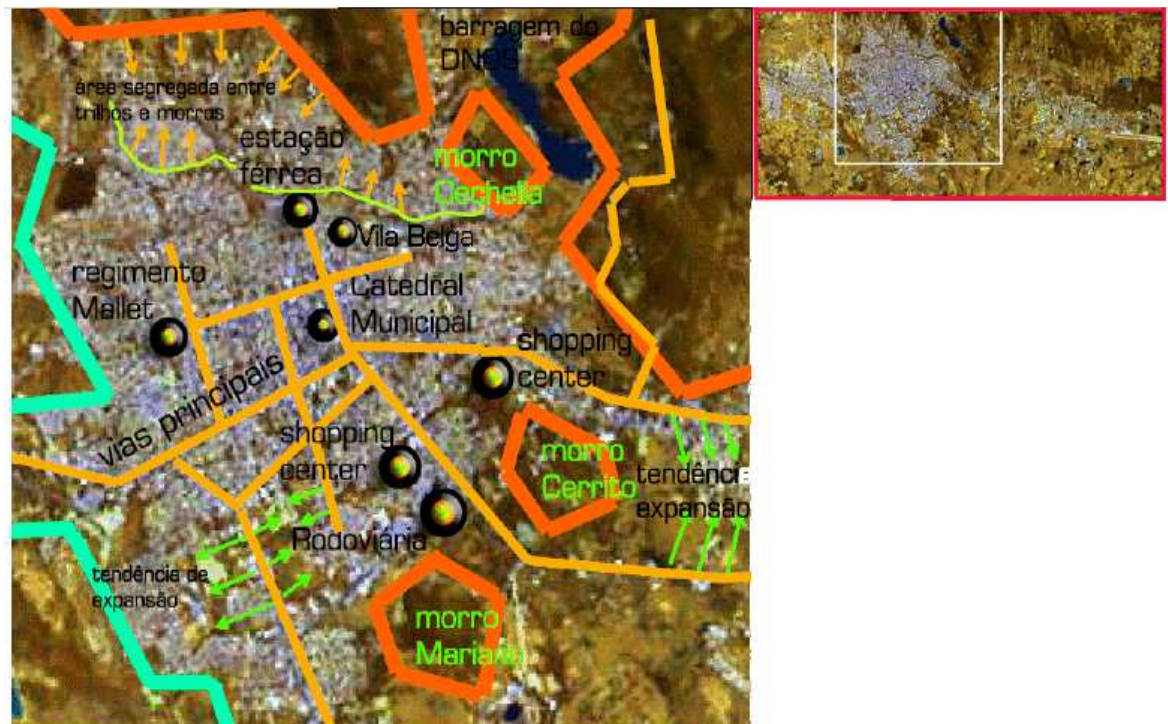 barragem do
DNOS
área segregada entre
trilhos e morros
estação
férrea
morro
Cechella
Vila Belga
regimento
Mallet
Catedral
Municipal
shopping
center
vias principais
shopping
center
morro
Cerrito
tendência
expansão
Rodoviária
tendência de
expansão
morro
Mariano